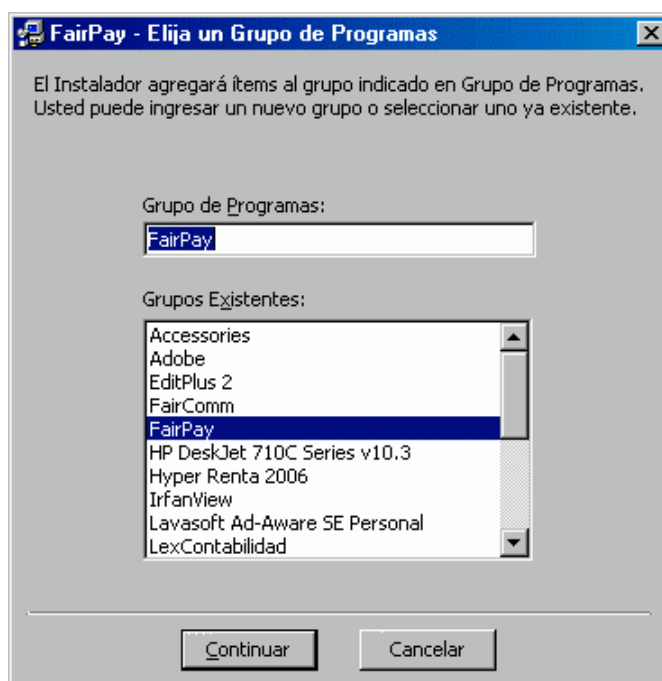 FairPay - Elija un Grupo de Programas
El Instalador agregará ítems al grupo indicado en Grupo de Programas.
Usted puede ingresar un nuevo grupo o seleccionar uno ya existente.
Grupo de Programas:
FairPay
Grupos Existentes:
Accessories
Adobe
EditPlus 2
FairComm
FairPay
HP DeskJet 710C Series v10.3
Hyper Renta 2006
IrfanView
Lavasoft Ad-Aware SE Personal
LexContabilidad
Continuar
Cancelar